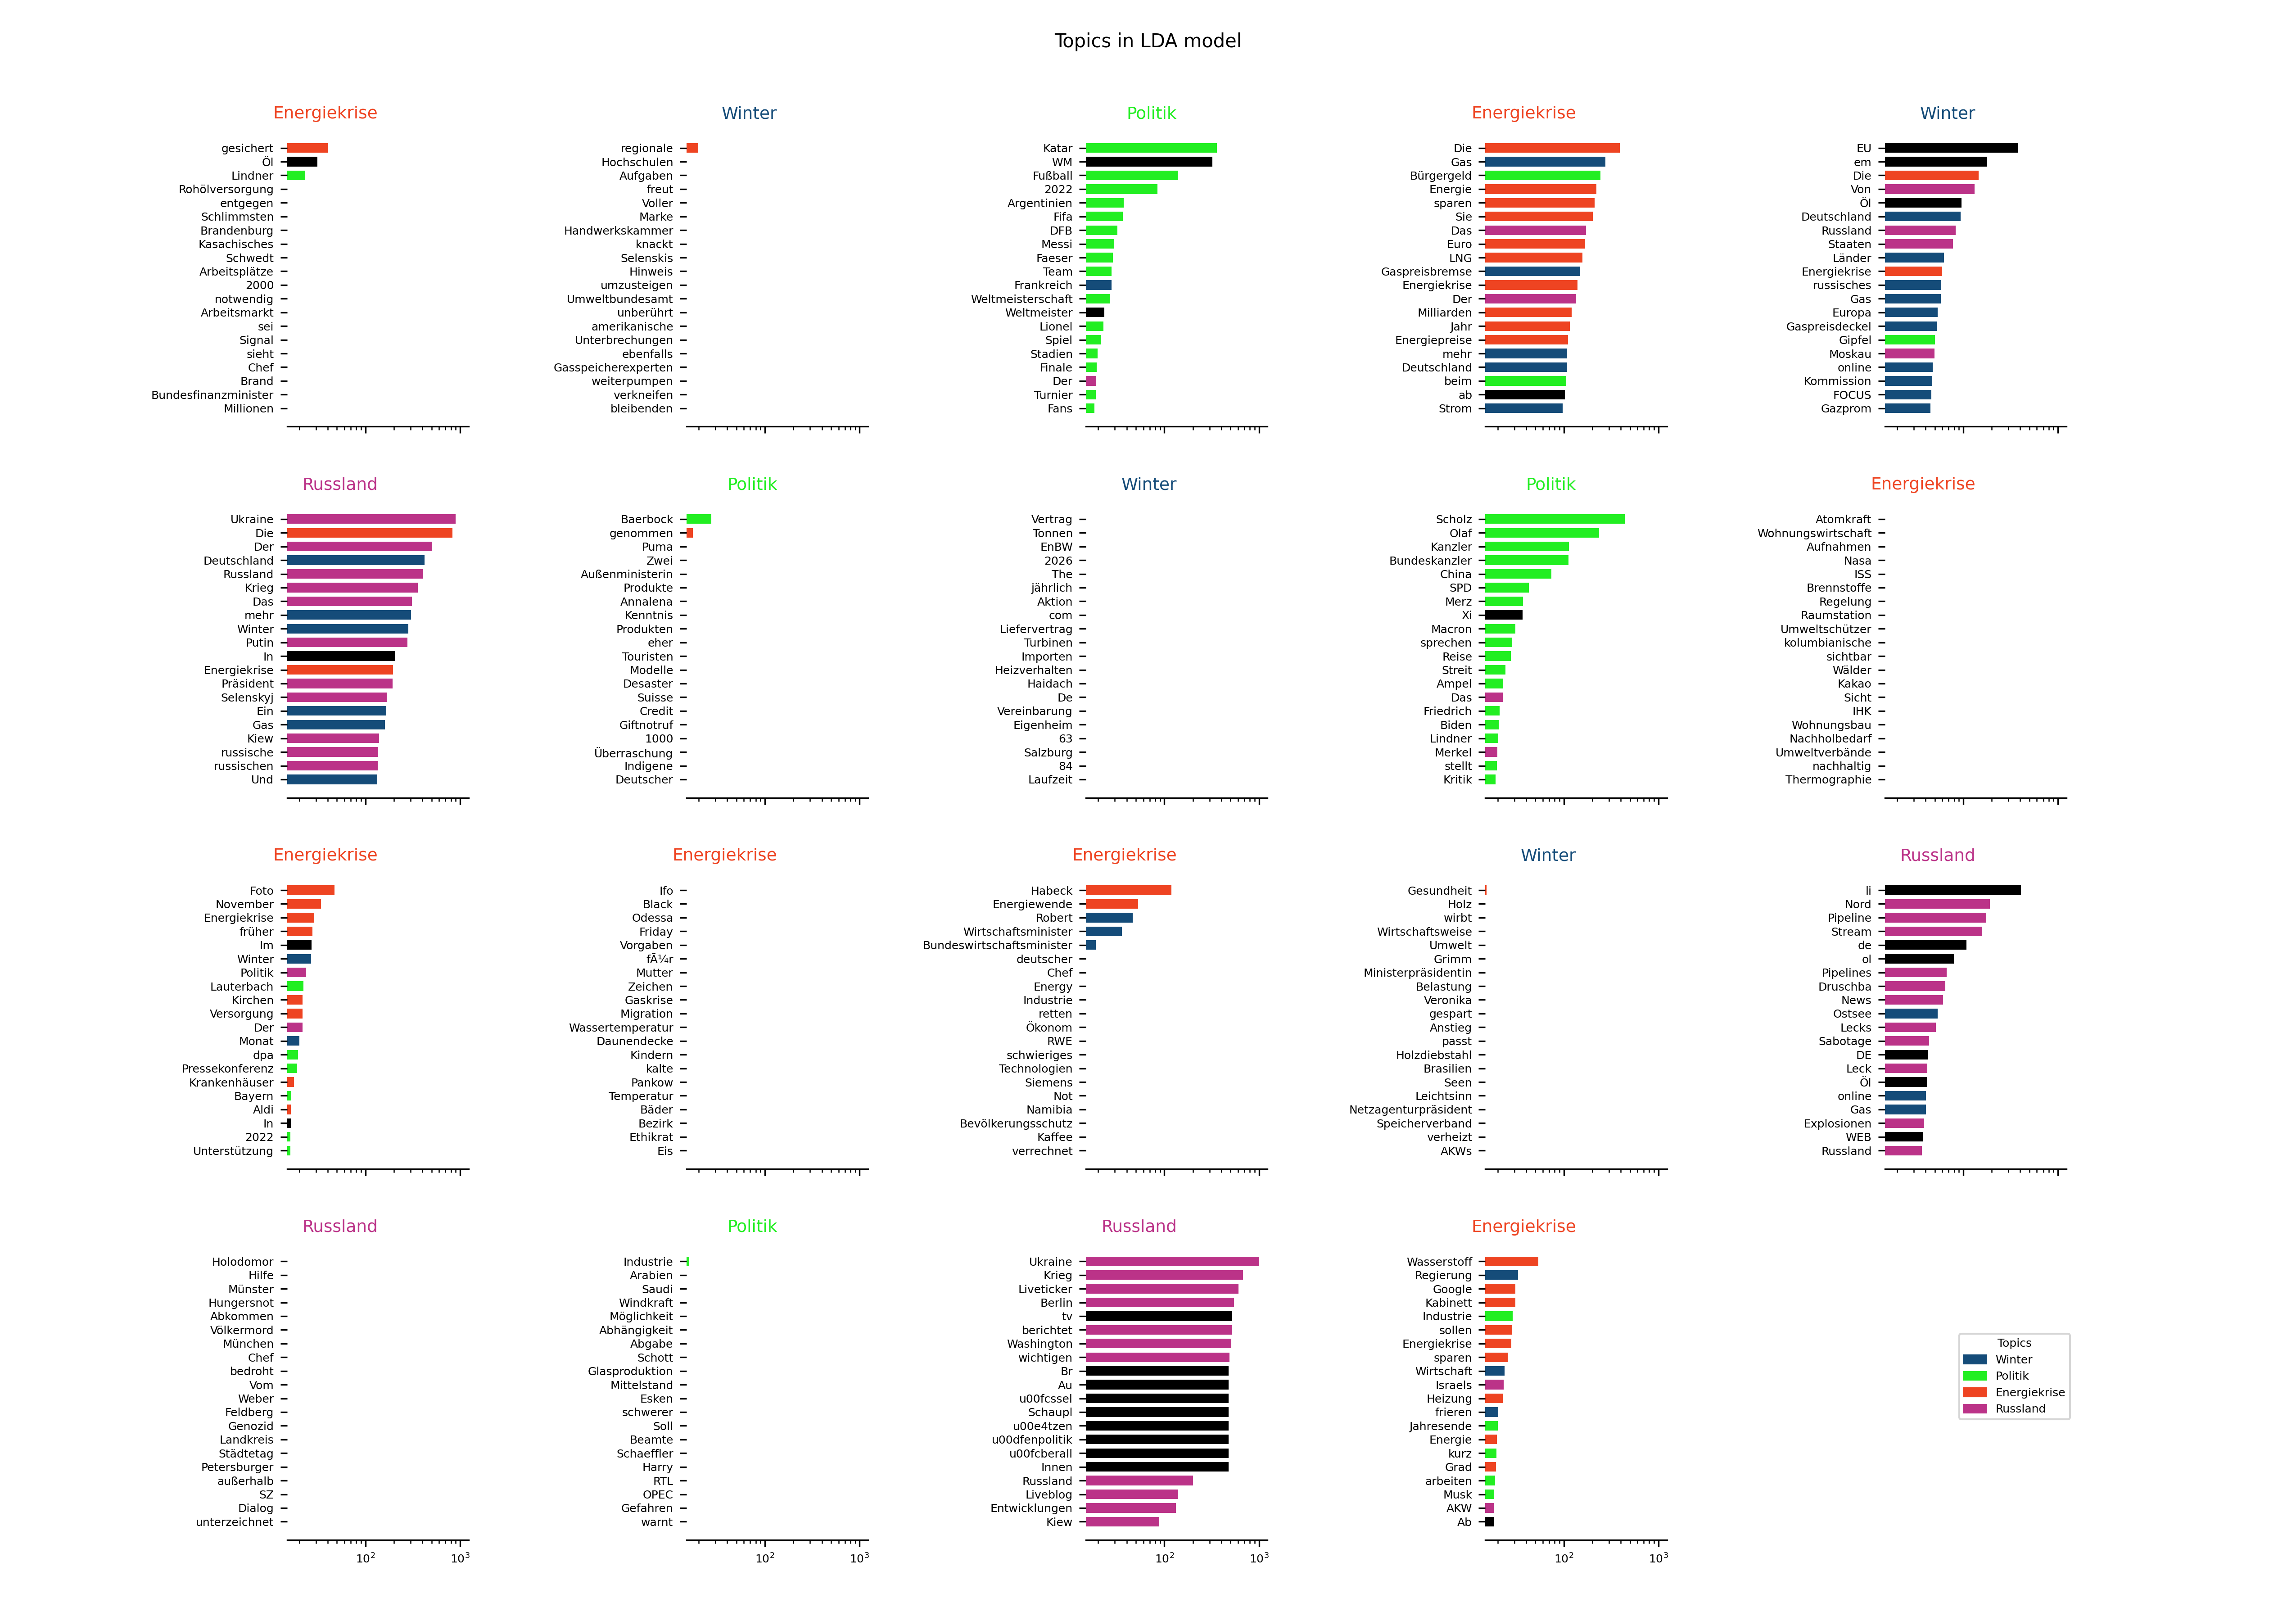 Topics in LDA model
Energiekrise
gesichert
Öl
Lindner
Rohölversorgung
entgegen
Schlimmsten
Brandenburg
Kasachisches
Schwedt
Arbeitsplätze
2000
notwendig
Arbeitsmarkt
sei
Signal
sieht
Chef
Brand
Bundesfinanzminister
Millionen
Winter
regionale
Hochschulen
Aufgaben
freut
Voller
Marke
Handwerkskammer
knackt
Selenskis
Hinweis
umzusteigen
Umweltbundesamt
unberührt
amerikanische
Unterbrechungen
ebenfalls
Gasspeicherexperten
weiterpumpen
verkneifen
bleibenden
Politik
Katar
WM
Fußball
2022
Argentinien
Fifa
DFB
Messi
Faeser
Team
Frankreich
Weltmeisterschaft
Weltmeister
Lionel
Spiel
Stadien
Finale
Der
Turnier
Fans
Energiekrise
Die
Gas
Bürgergeld
Energie
sparen
Sie
Das
Euro
LNG
Gaspreisbremse
Energiekrise
Der
Milliarden
Jahr
Energiepreise
mehr
Deutschland
beim
ab
Strom
Winter
EU
em
Die
Von
Öl
Deutschland
Russland
Staaten
Länder
Energiekrise
russisches
Gas
Europa
Gaspreisdeckel
Gipfel
Moskau
online
Kommission
FOCUS
Gazprom
Russland
Ukraine
Die
Der
Deutschland
Russland
Krieg
Das
mehr
Winter
Putin
In
Energiekrise
Präsident
Selenskyj
Ein
Gas
Kiew
russische
russischen
Und
Politik
Baerbock
genommen
Puma
Zwei
Außenministerin
Produkte
Annalena
Kenntnis
Produkten
eher
Touristen
Modelle
Desaster
Suisse
Credit
Giftnotruf
1000
Überraschung
Indigene
Deutscher
Winter
Vertrag
Tonnen
EnBW
2026
The
jährlich
Aktion
com
Liefervertrag
Turbinen
Importen
Heizverhalten
Haidach
De
Vereinbarung
Eigenheim
63
Salzburg
84
Laufzeit
Politik
Scholz
Olaf
Kanzler
Bundeskanzler
China
SPD
Merz
Xi
Macron
sprechen
Reise
Streit
Ampel
Das
Friedrich
Biden
Lindner
Merkel
stellt
Kritik
Energiekrise
Atomkraft
Wohnungswirtschaft
Aufnahmen
Nasa
ISS
Brennstoffe
Regelung
Raumstation
Umweltschützer
kolumbianische
sichtbar
Wälder
Kakao
Sicht
IHK
Wohnungsbau
Nachholbedarf
Umweltverbände
nachhaltig
Thermographie
Energiekrise
Foto
November
Energiekrise
früher
Im
Winter
Politik
Lauterbach
Kirchen
Versorgung
Der
Monat
dpa
Pressekonferenz
Krankenhäuser
Bayern
Aldi
In
2022
Unterstützung
Energiekrise
Ifo
Black
Odessa
Friday
Vorgaben
fÃ¼r
Mutter
Zeichen
Gaskrise
Migration
Wassertemperatur
Daunendecke
Kindern
kalte
Pankow
Temperatur
Bäder
Bezirk
Ethikrat
Eis
Energiekrise
Habeck
Energiewende
Robert
Wirtschaftsminister
Bundeswirtschaftsminister
deutscher
Chef
Energy
Industrie
retten
Ökonom
RWE
schwieriges
Technologien
Siemens
Not
Namibia
Bevölkerungsschutz
Kaffee
verrechnet
Winter
Gesundheit
Holz
wirbt
Wirtschaftsweise
Umwelt
Grimm
Ministerpräsidentin
Belastung
Veronika
gespart
Anstieg
passt
Holzdiebstahl
Brasilien
Seen
Leichtsinn
Netzagenturpräsident
Speicherverband
verheizt
AKWs
Russland
li
Nord
Pipeline
Stream
de
ol
Pipelines
Druschba
News
Ostsee
Lecks
Sabotage
DE
Leck
Öl
online
Gas
Explosionen
WEB
Russland
Russland
Holodomor
Hilfe
Münster
Hungersnot
Abkommen
Völkermord
München
Chef
bedroht
Vom
Weber
Feldberg
Genozid
Landkreis
Städtetag
Petersburger
außerhalb
SZ
Dialog
unterzeichnet
10²
10³
Politik
Industrie
Arabien
Saudi
Windkraft
Möglichkeit
Abhängigkeit
Abgabe
Schott
Glasproduktion
Mittelstand
Esken
schwerer
Soll
Beamte
Schaeffler
Harry
RTL
OPEC
Gefahren
warnt
10²
10³
Russland
Ukraine
Krieg
Liveticker
Berlin
tv
berichtet
Washington
wichtigen
Br
Au
u00fcssel
Schaupl
u00e4tzen
u00dfenpolitik
u00fcberall
Innen
Russland
Liveblog
Entwicklungen
Kiew
10²
10³
Energiekrise
Wasserstoff
Regierung
Google
Kabinett
Industrie
sollen
Energiekrise
sparen
Wirtschaft
Israels
Heizung
frieren
Jahresende
Energie
kurz
Grad
arbeiten
Musk
AKW
Ab
10²
10³
Topics
Winter
Politik
Energiekrise
Russland